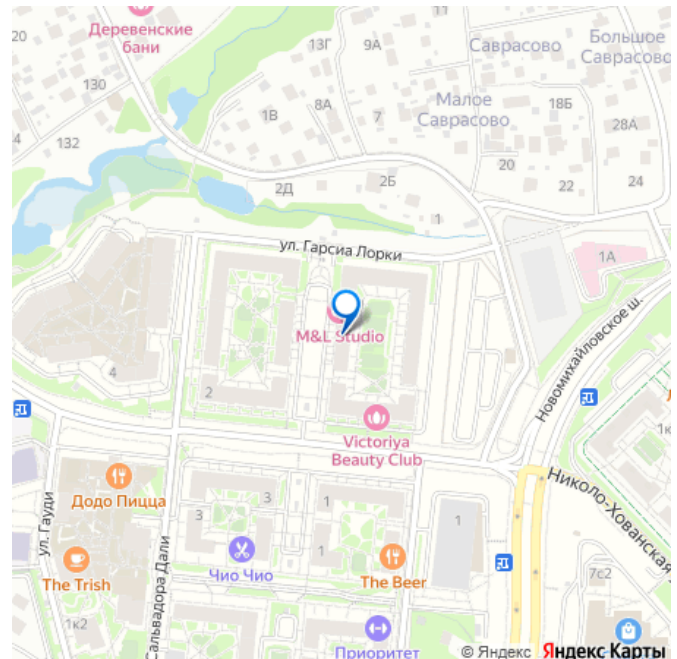 Деревенские
бани
13Г
9А
Саврасово
Большое
Саврасово
130
1В
8А
7
Малое
Саврасово
18Б
28А
132
2Д
2Б
20
22
24
1
ул. Гарсиа Лорки
1А
M&L Studio
Новомихайловское ш.
4
2
Victoriya
Beauty Club
1к
Николо-Хованская
Додо Пицца
3
3
1
1
1
ул. Гауди
Сальвадора Дали
Чио Чио
The Trish
The Beer
7с2
1к2
Приоритет
© Яндекс Яндекс Карты